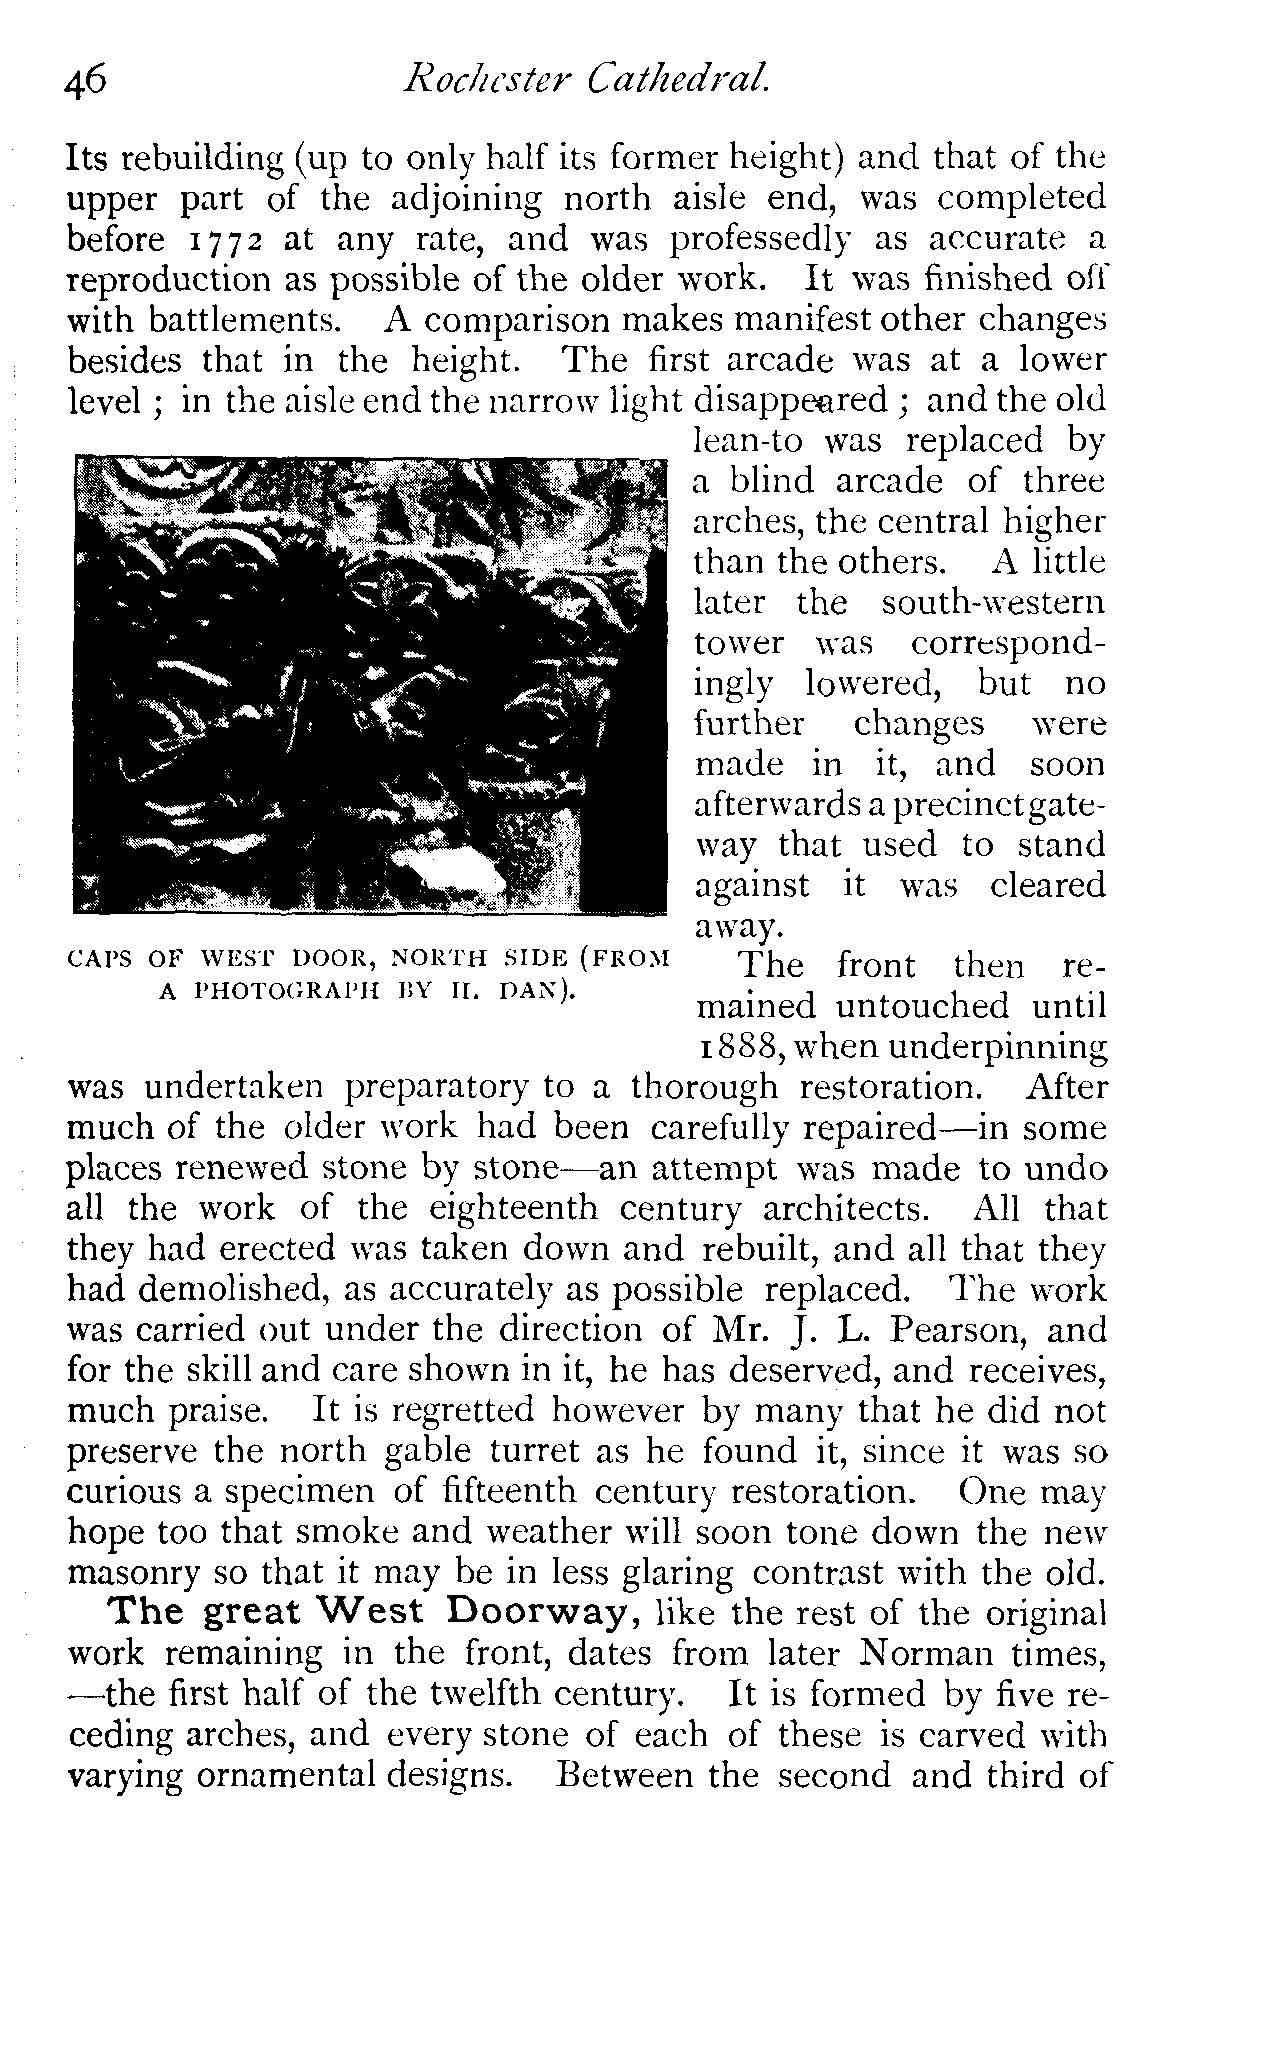 46 Rochester Cathedral.
Its rebuilding (up to only half its former height) and that of the
upper part of the adjoining north aisle end, was completed
before 1772 at any rate, and was professedly as accurate a
reproduction as possible of the older work. It was finished off
with battlements. A comparison makes manifest other changes
besides that in the height. The first arcade was at a lower
level ; in the aisle end the narrow light disappeared ; and the old
lean-to was replaced by
a blind arcade of three
arches, the central higher
than the others. A little
later the south-western
tower was correspond-
ingly lowered, but no
further changes were
made in it, and soon
afterwards a precinct gate-
way that used to stand
against it was cleared
away.
CAPS OF WEST DOOR, NORTH SIDE (FROM
A PHOTOGRAPH BY H. DAN).
The front then re-
mained untouched until
1888, when underpinning
was undertaken preparatory to a thorough restoration. After
much of the older work had been carefully repaired—in some
places renewed stone by stone—an attempt was made to undo
all the work of the eighteenth century architects. All that
they had erected was taken down and rebuilt, and all that they
had demolished, as accurately as possible replaced. The work
was carried out under the direction of Mr. J. L. Pearson, and
for the skill and care shown in it, he has deserved, and receives,
much praise. It is regretted however by many that he did not
preserve the north gable turret as he found it, since it was so
curious a specimen of fifteenth century restoration. One may
hope too that smoke and weather will soon tone down the new
masonry so that it may be in less glaring contrast with the old.
The great West Doorway, like the rest of the original
work remaining in the front, dates from later Norman times,
—the first half of the twelfth century. It is formed by five re-
ceding arches, and every stone of each of these is carved with
varying ornamental designs. Between the second and third of